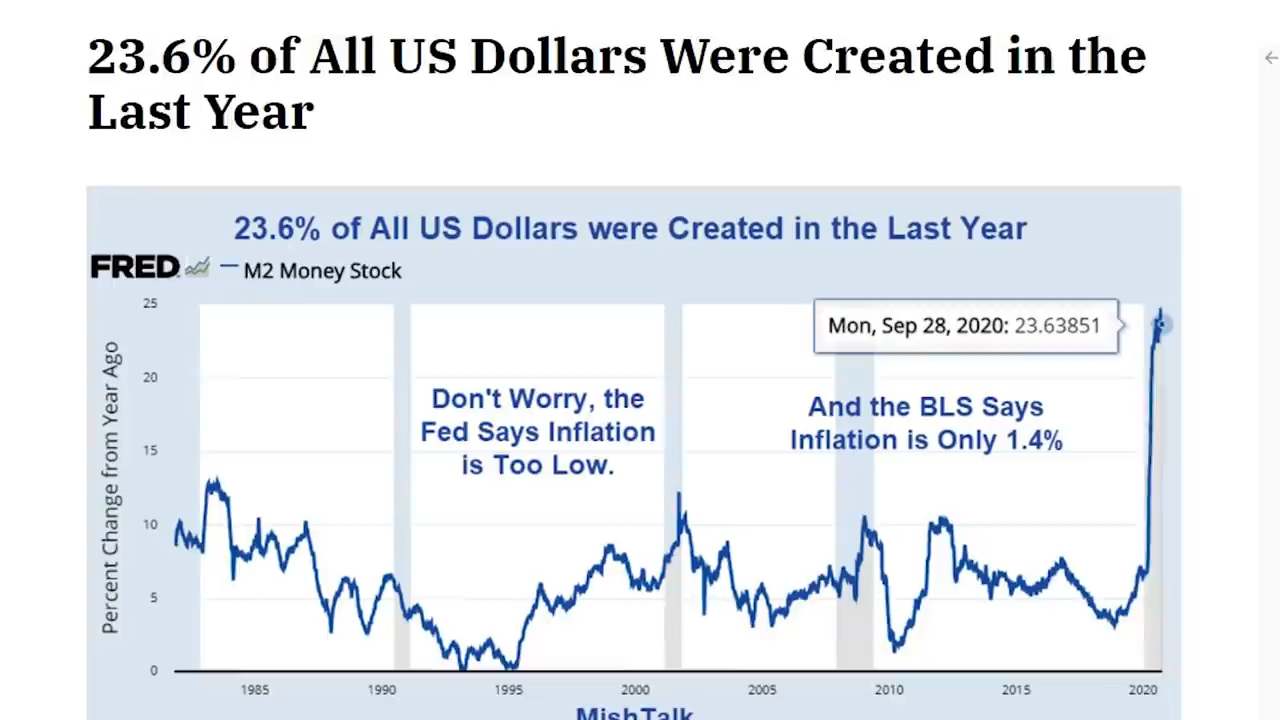 23.6% of All US Dollars Were Created in the
Last Year
23.6% of All US Dollars were Created in the Last Year
FRED
M2 Money Stock
Percent Change from Year Ago
25
20
15
10
5
0
Mon, Sep 28, 2020: 23.63851
Don't Worry, the
Fed Says Inflation
is Too Low.
And the BLS Says
Inflation is Only 1.4%
1985 1990 1995 2000 2005 2010 2015 2020
MishTalk